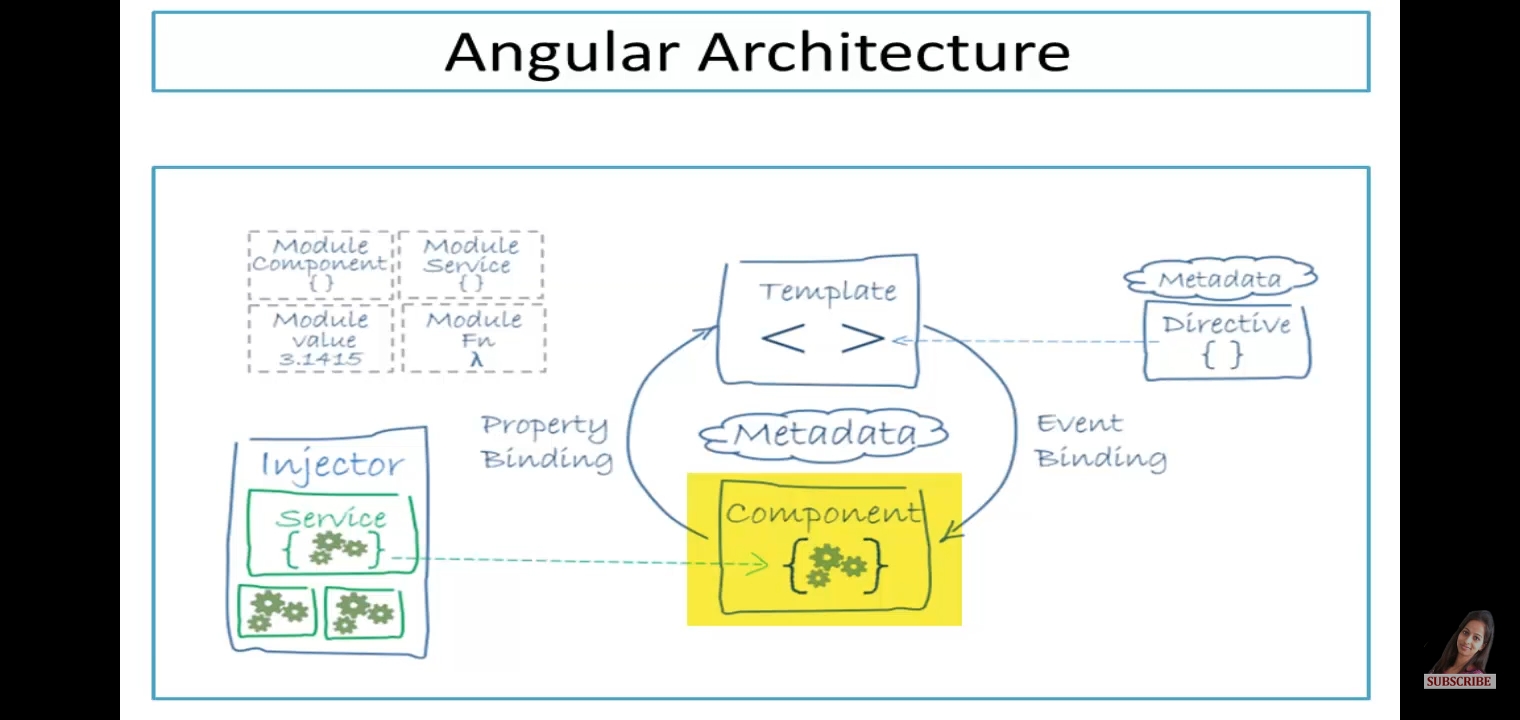 Angular Architecture
Module
Component
{ }
Module
Service
{ }
Module
value
3.1415
Module
Fn
λ
Template
< >
Metadata
Directive
{ }
Property
Binding
Metadata
Event
Binding
Injector
Service
{ }
Component
{ }
SUBSCRIBE